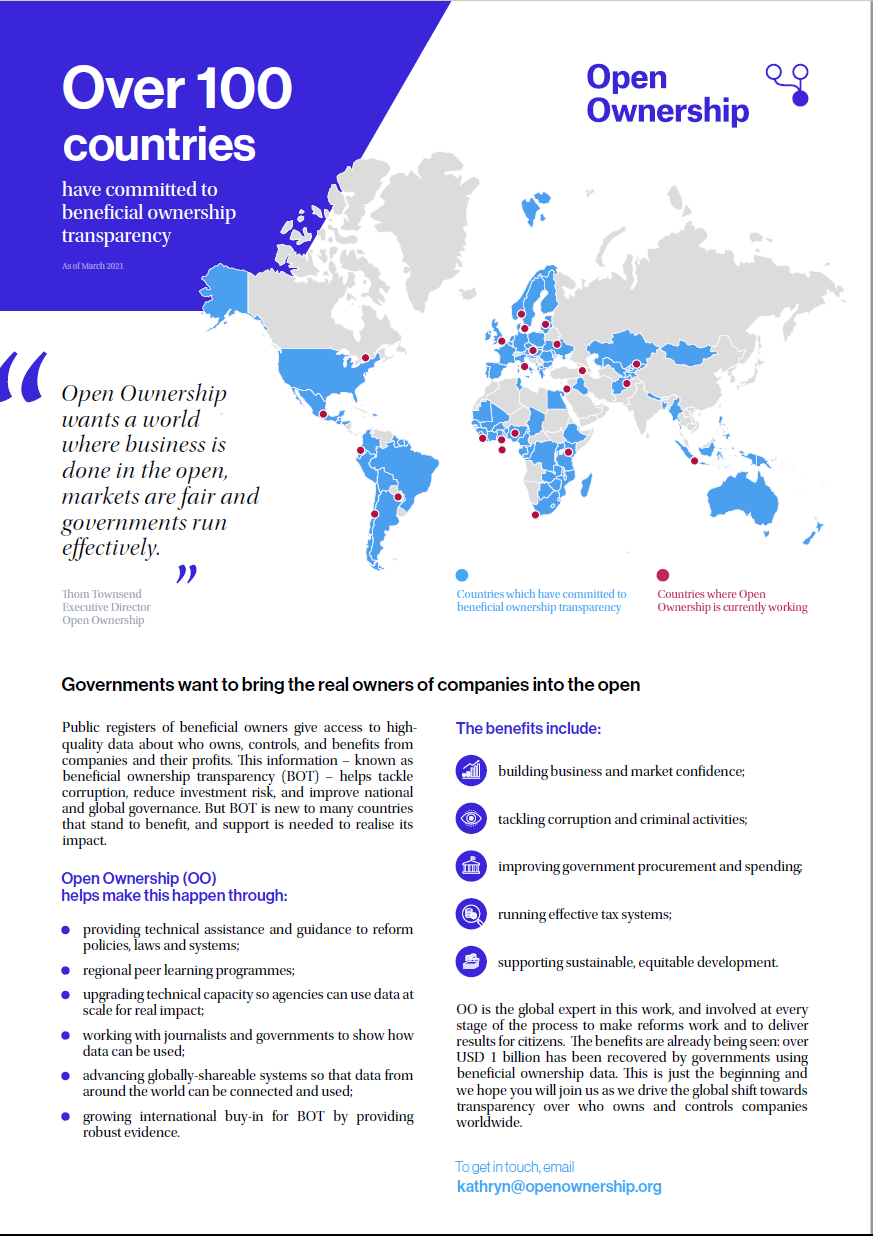 Over 100
countries
have committed to
beneficial ownership
transparency
As of March 2021
Open
Ownership
“
Open Ownership
wants a world
where business is
done in the open,
markets are fair and
governments run
effectively.
”
Thom Townsend
Executive Director
Open Ownership
Countries which have committed to
beneficial ownership transparency
Countries where Open
Ownership is currently working
Governments want to bring the real owners of companies into the open
Public registers of beneficial owners give access to high-
quality data about who owns, controls, and benefits from
companies and their profits. This information – known as
beneficial ownership transparency (BOT) – helps tackle
corruption, reduce investment risk, and improve national
and global governance. But BOT is new to many countries
that stand to benefit, and support is needed to realise its
impact.
Open Ownership (OO)
helps make this happen through:
providing technical assistance and guidance to reform
policies, laws and systems;
regional peer learning programmes;
upgrading technical capacity so agencies can use data at
scale for real impact;
working with journalists and governments to show how
data can be used;
advancing globally-shareable systems so that data from
around the world can be connected and used;
growing international buy-in for BOT by providing
robust evidence.
The benefits include:
building business and market confidence;
tackling corruption and criminal activities;
improving government procurement and spending;
running effective tax systems;
supporting sustainable, equitable development.
OO is the global expert in this work, and involved at every
stage of the process to make reforms work and to deliver
results for citizens. The benefits are already being seen: over
USD 1 billion has been recovered by governments using
beneficial ownership data. This is just the beginning and
we hope you will join us as we drive the global shift towards
transparency over who owns and controls companies
worldwide.
To get in touch, email
kathryn@openownership.org